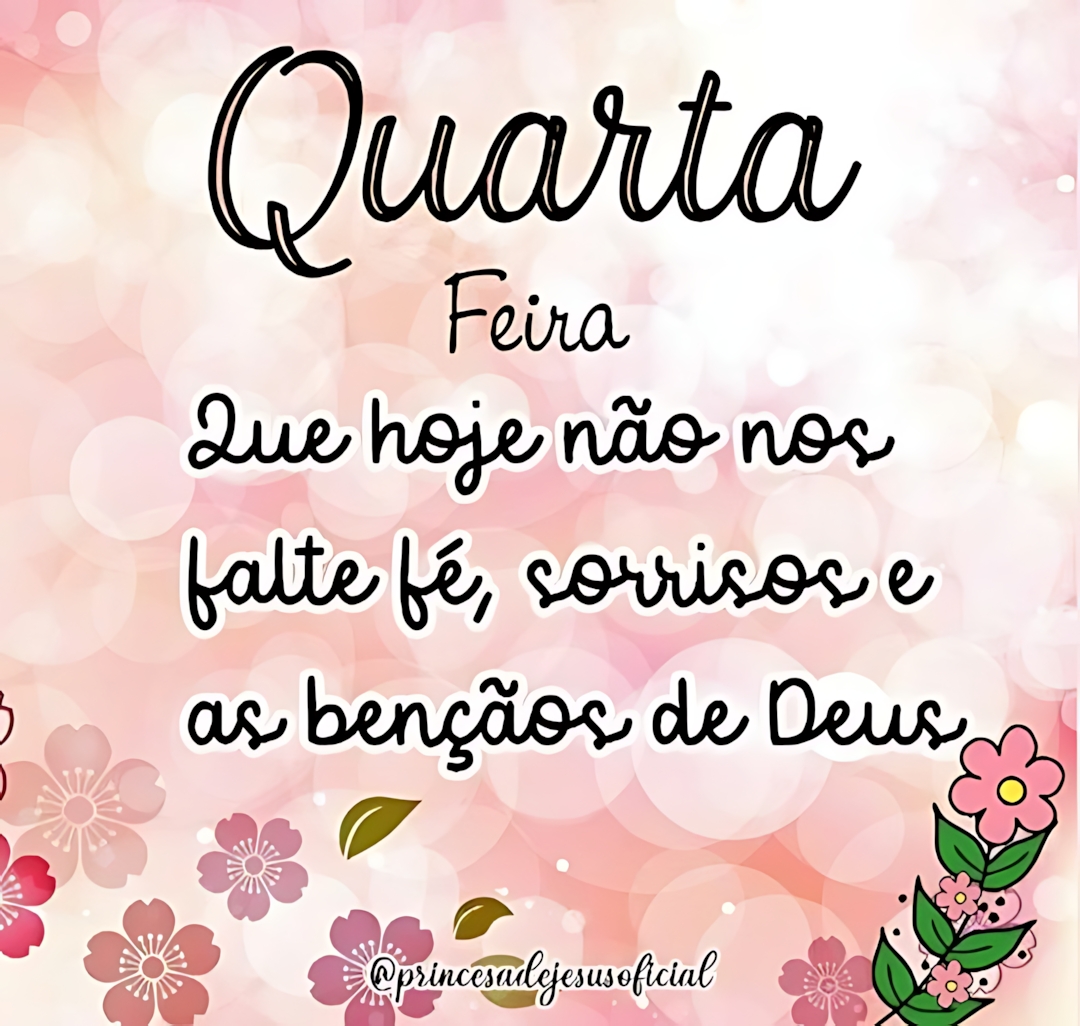 Quarta
Feira
Que hoje não nos
falte fé, sorrisos e
as bençãos de Deus
@princesadejesusoficial